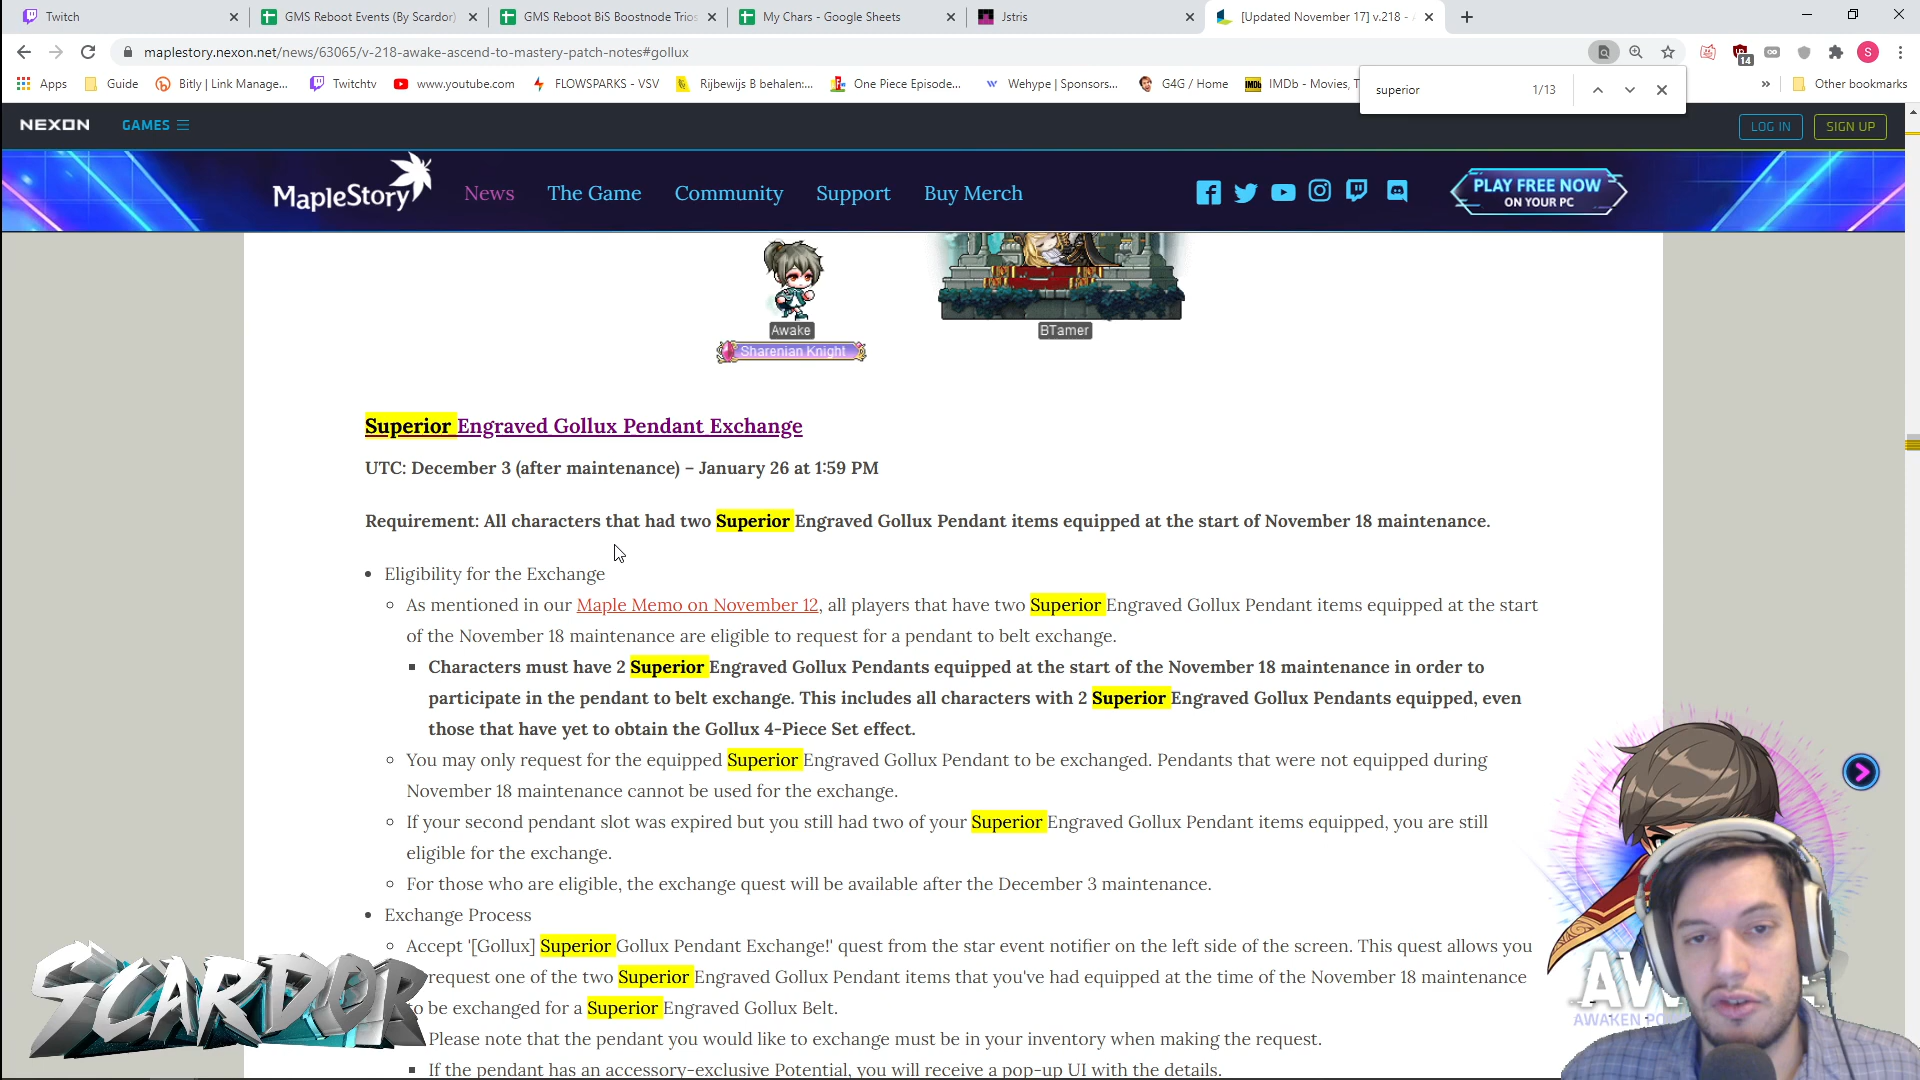 Twitch
GMS Reboot Events (By Scardor)
GMS Reboot BiS Boostnode Trios
My Chars - Google Sheets
Jstris
[Updated November 17] v.218 -
maplestory.nexon.net/news/63065/v-218-awake-ascend-to-mastery-patch-notes#gollux
14
S
Apps
Guide
Bitly | Link Manage...
Twitchtv
www.youtube.com
FLOWSPARKS - VSV
Rijbewijs B behalen:...
One Piece Episode...
Wehype | Sponsors...
G4G / Home
IMDb
IMDb - Movies, T
»
Other bookmarks
superior
1/13
NEXON
GAMES
LOG IN
SIGN UP
MapleStory
News
The Game
Community
Support
Buy Merch
PLAY FREE NOW
ON YOUR PC
Awake
BTamer
Sharenian Knight
Superior Engraved Gollux Pendant Exchange
UTC: December 3 (after maintenance) – January 26 at 1:59 PM
Requirement: All characters that had two Superior Engraved Gollux Pendant items equipped at the start of November 18 maintenance.
• Eligibility for the Exchange
As mentioned in our Maple Memo on November 12, all players that have two Superior Engraved Gollux Pendant items equipped at the start
of the November 18 maintenance are eligible to request for a pendant to belt exchange.
Characters must have 2 Superior Engraved Gollux Pendants equipped at the start of the November 18 maintenance in order to
participate in the pendant to belt exchange. This includes all characters with 2 Superior Engraved Gollux Pendants equipped, even
those that have yet to obtain the Gollux 4-Piece Set effect.
You may only request for the equipped Superior Engraved Gollux Pendant to be exchanged. Pendants that were not equipped during
November 18 maintenance cannot be used for the exchange.
If your second pendant slot was expired but you still had two of your Superior Engraved Gollux Pendant items equipped, you are still
eligible for the exchange.
For those who are eligible, the exchange quest will be available after the December 3 maintenance.
• Exchange Process
Accept '[Gollux] Superior Gollux Pendant Exchange!' quest from the star event notifier on the left side of the screen. This quest allows you
request one of the two Superior Engraved Gollux Pendant items that you've had equipped at the time of the November 18 maintenance
be exchanged for a Superior Engraved Gollux Belt.
Please note that the pendant you would like to exchange must be in your inventory when making the request.
If the pendant has an accessory-exclusive Potential, you will receive a pop-up UI with the details.
SCARDOR
AWAKEN